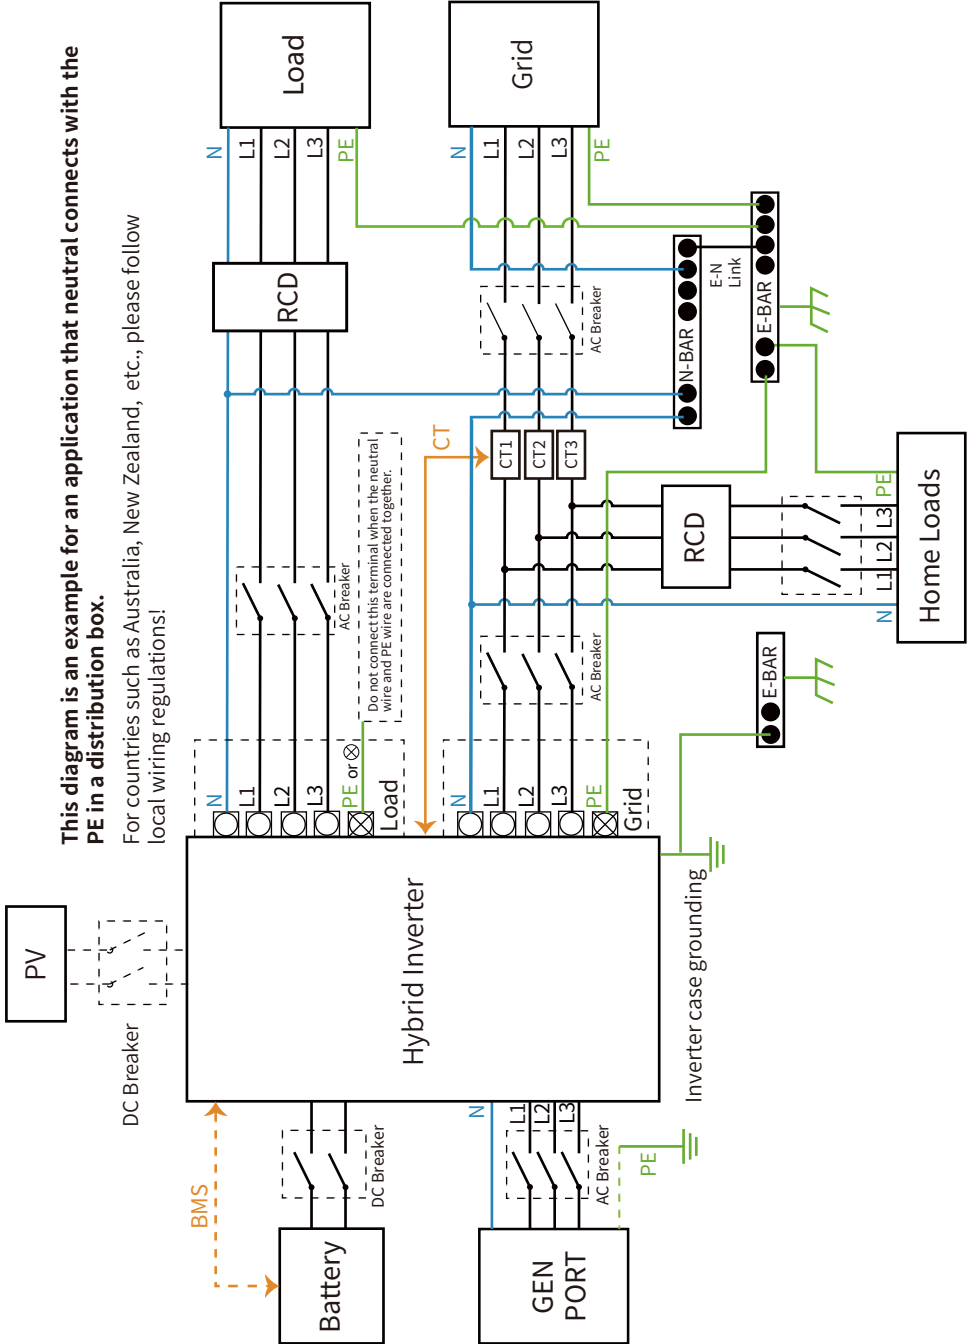 This diagram is an example for an application that neutral connects with the
PE in a distribution box.
For countries such as Australia, New Zealand, etc., please follow
local wiring regulations!
PV
DC Breaker
BMS
Battery
DC Breaker
GEN
PORT
N
L1
L2
L3
AC Breaker
PE
Hybrid Inverter
Inverter case grounding
N
L1
L2
L3
PE or
Load
AC Breaker
RCD
N
L1
L2
L3
PE
Load
Do not connect this terminal when the neutral
wire and PE wire are connected together.
CT
N
L1
L2
L3
PE
Grid
AC Breaker
CT1
CT2
CT3
AC Breaker
N
L1
L2
L3
PE
Grid
N-BAR
E-N
Link
E-BAR
RCD
N
L1
L2
L3
PE
Home Loads
E-BAR